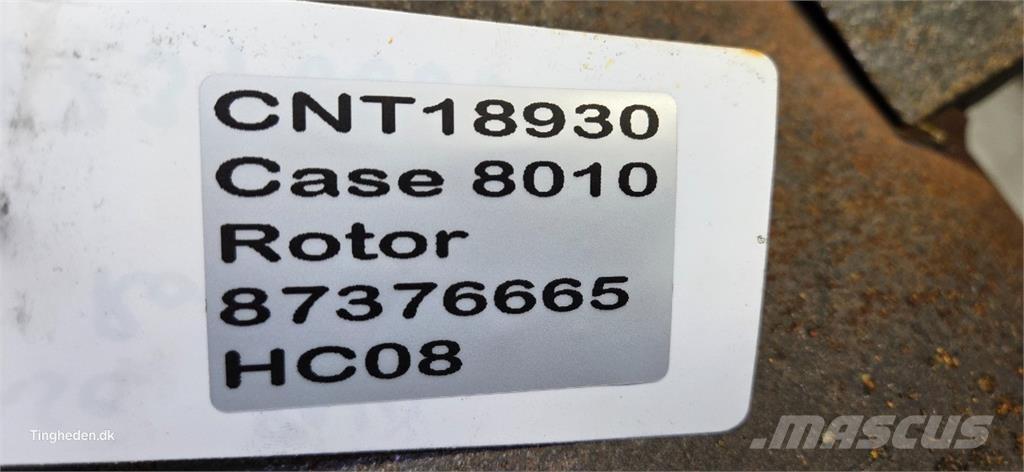 CNT18930
Case 8010
Rotor
87376665
HC08
Tingheden.dk
MASCUS